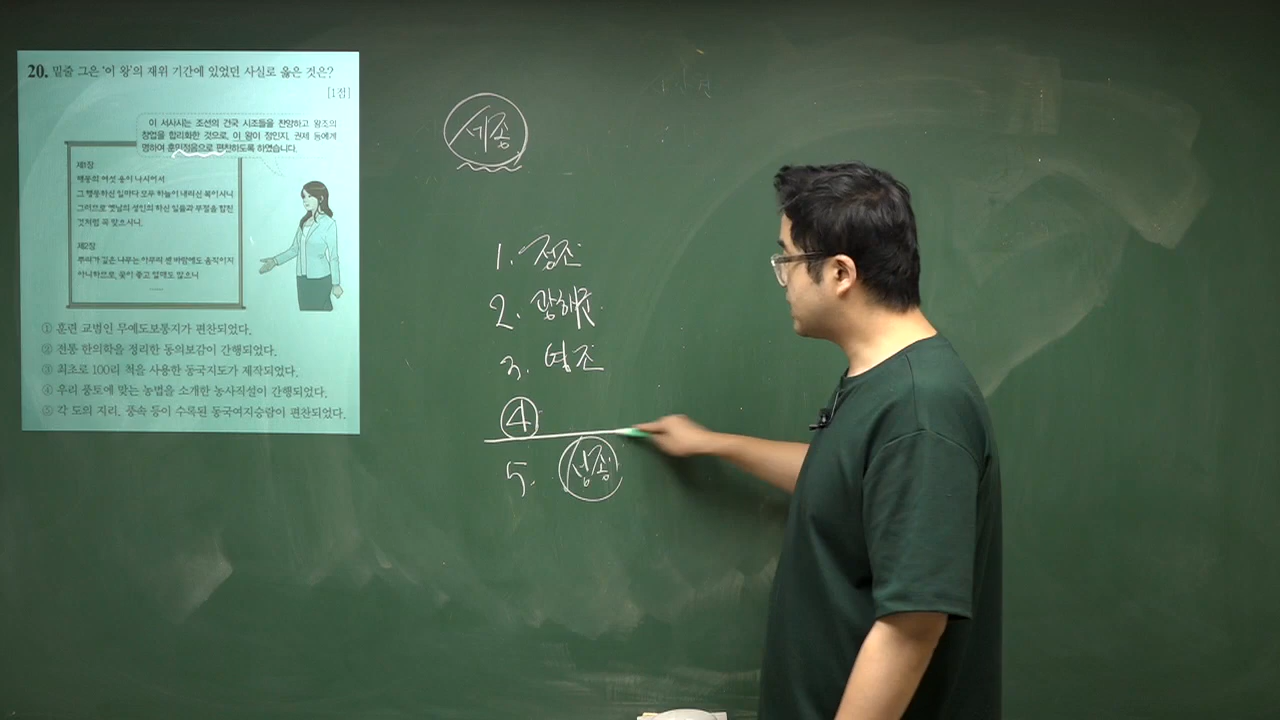 20. 밑줄 그은 '이 왕'의 재위 기간에 있었던 사실로 옳은 것은?
[1점]
이 서사시는 조선의 건국 시조들을 찬양하고 왕조의
창업을 합리화한 것으로, 이 왕이 정인지, 권제 등에게
명하여 훈민정음으로 편찬하도록 하였습니다.
제1장
해동의 여섯 용이 나시어서
그 행동하신 일마다 모두 하늘이 내리신 복이시니
그러므로 옛날의 성인의 하신 일들과 부절을 합친
것처럼 꼭 맞으시니.
제2장
뿌리가 깊은 나무는 아무리 센 바람에도 움직이지
아니하므로, 꽃이 좋고 열매도 많으니
......
① 훈련 교범인 무예도보통지가 편찬되었다.
② 전통 한의학을 정리한 동의보감이 간행되었다.
③ 최초로 100리 척을 사용한 동국지도가 제작되었다.
④ 우리 풍토에 맞는 농법을 소개한 농사직설이 간행되었다.
⑤ 각 도의 지리, 풍속 등이 수록된 동국여지승람이 편찬되었다.
세종
1. 정조
2. 광해군.
3. 영조
④
5. 성종